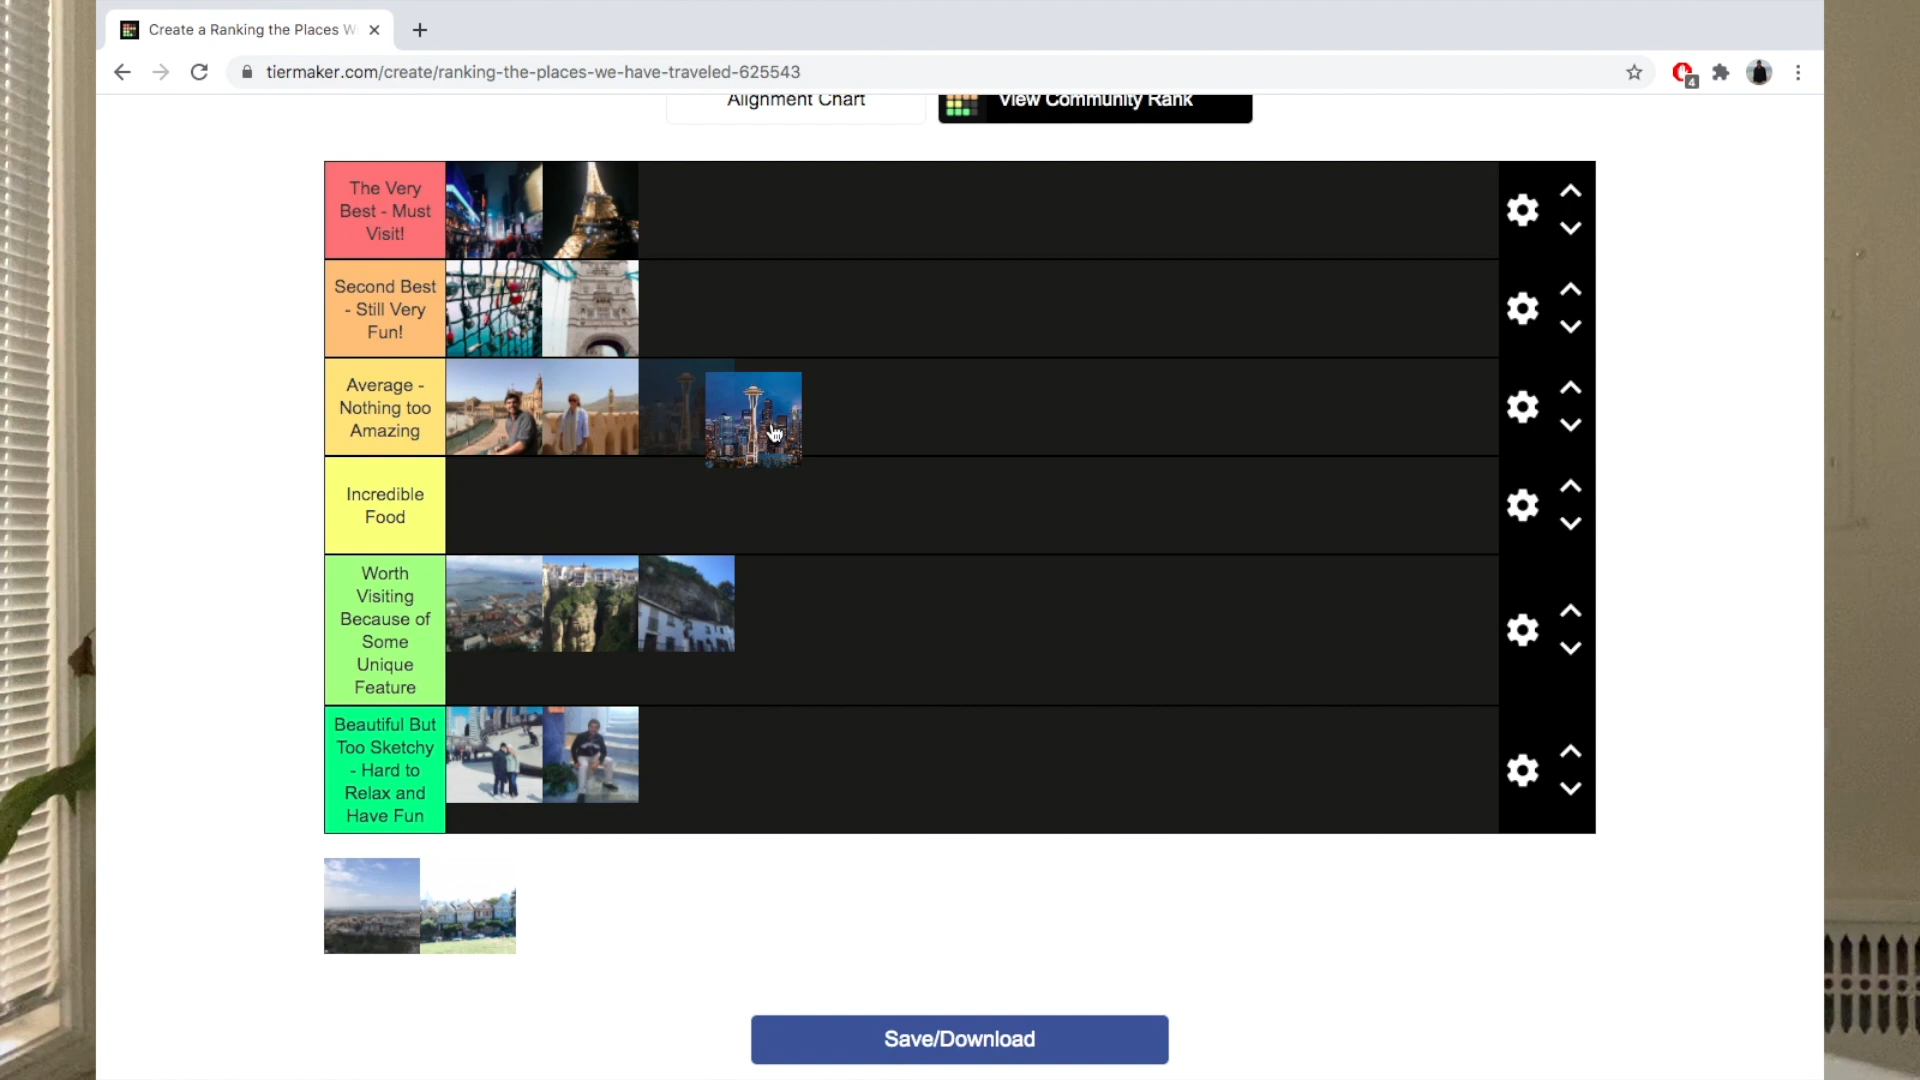 Create a Ranking the Places W
tiermaker.com/create/ranking-the-places-we-have-traveled-625543
4
Alignment Chart
View Community Rank
The Very
Best - Must
Visit!
Second Best
- Still Very
Fun!
Average -
Nothing too
Amazing
Incredible
Food
Worth
Visiting
Because of
Some
Unique
Feature
Beautiful But
Too Sketchy
- Hard to
Relax and
Have Fun
Save/Download